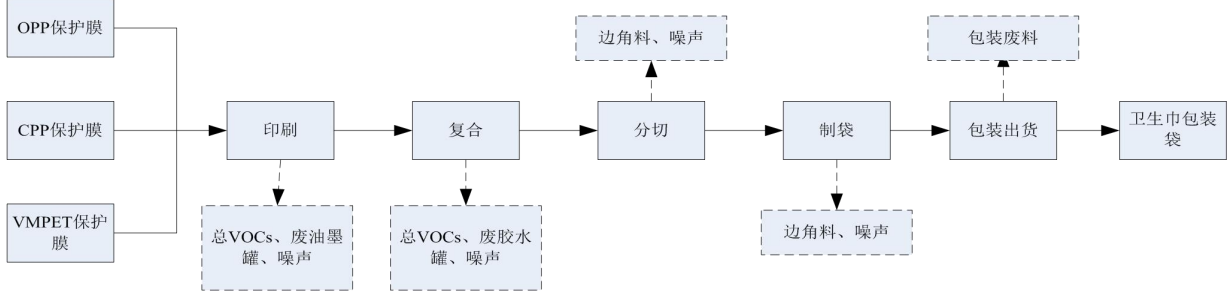 OPP保护膜
CPP保护膜
VMPET保护
膜
印刷
总VOCs、废油墨
罐、噪声
复合
总VOCs、废胶水
罐、噪声
边角料、噪声
分切
制袋
边角料、噪声
包装废料
包装出货
卫生巾包装
袋